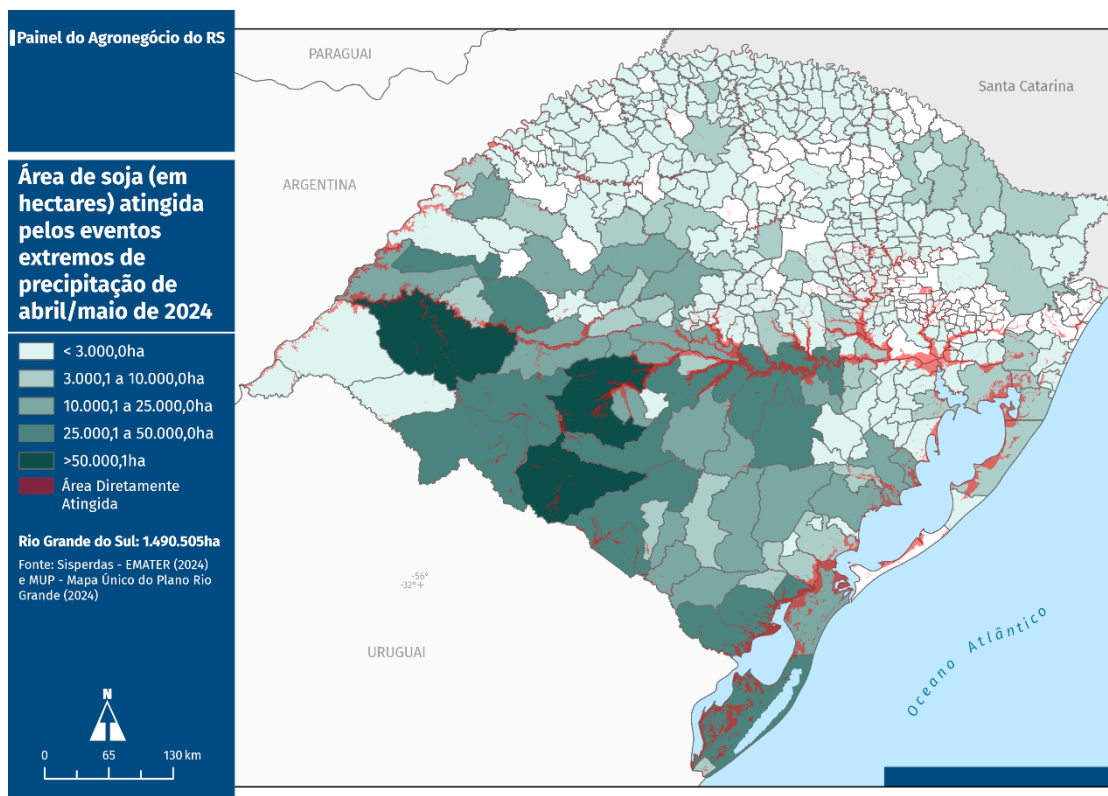 Painel do Agronegócio do RS
Área de soja (em
hectares) atingida
pelos eventos
extremos de
precipitação de
abril/maio de 2024
< 3.000,0ha
3.000,1 a 10.000,0ha
10.000,1 a 25.000,0ha
25.000,1 a 50.000,0ha
>50.000,1ha
Área Diretamente
Atingida
Rio Grande do Sul: 1.490.505ha
Fonte: Sisperdas - EMATER (2024)
e MUP - Mapa Único do Plano Rio
Grande (2024)
N
0 65 130 km
PARAGUAI
Santa Catarina
ARGENTINA
-56°
-32°
URUGUAI
Oceano Atlântico